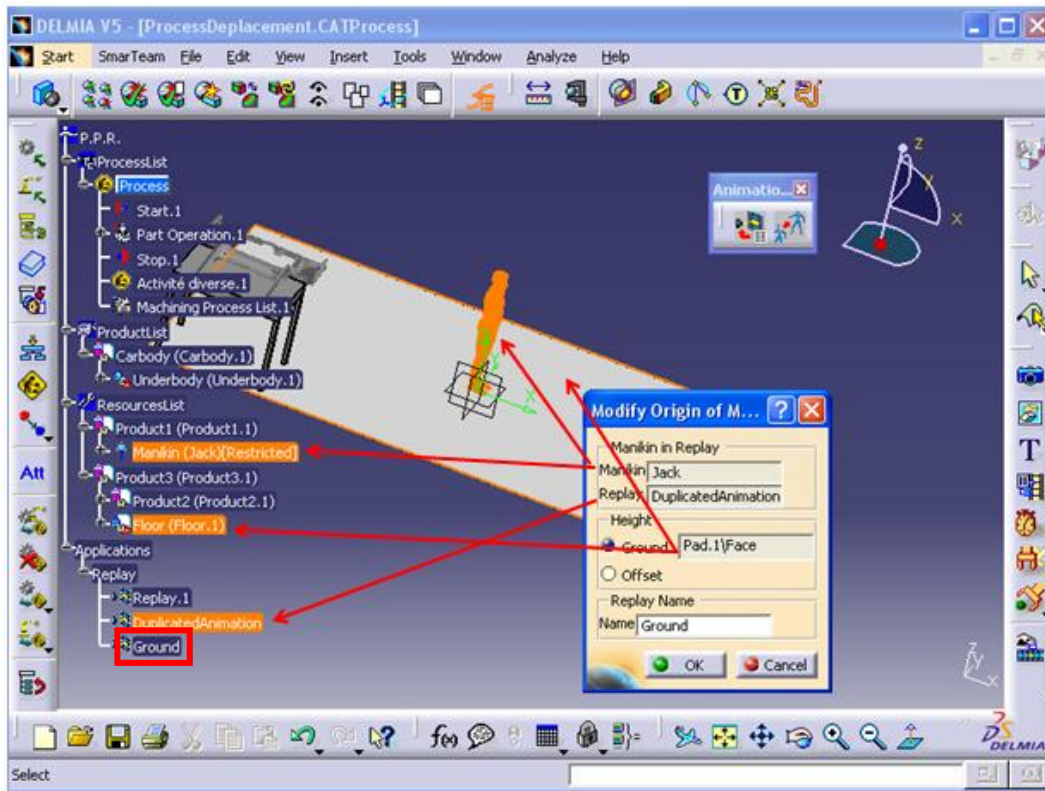 DELMIA V5 - [ProcessDeplacement.CATProcess]
Start SmarTeam File Edit View Insert Tools Window Analyze Help
P.P.R.
ProcessList
Process
Start.1
Part Operation.1
Stop.1
Activité diverse.1
Machining Process List.1
ProductList
Carbody (Carbody.1)
Underbody (Underbody.1)
ResourcesList
Product1 (Product1.1)
Manikin (Jack)[Restricted]
Product3 (Product3.1)
Product2 (Product2.1)
Floor (Floor.1)
Applications
Replay
Replay.1
DuplicatedAnimation
Ground
Att
Animatio...
z
y
x
Y
X
T
Modify Origin of M...
Manikin in Replay
Manikin Jack
Replay DuplicatedAnimation
Height
Ground Pad.1\Face
Offset
Replay Name
Name Ground
OK Cancel
z
y
x
f(x)
DELMIA
Select